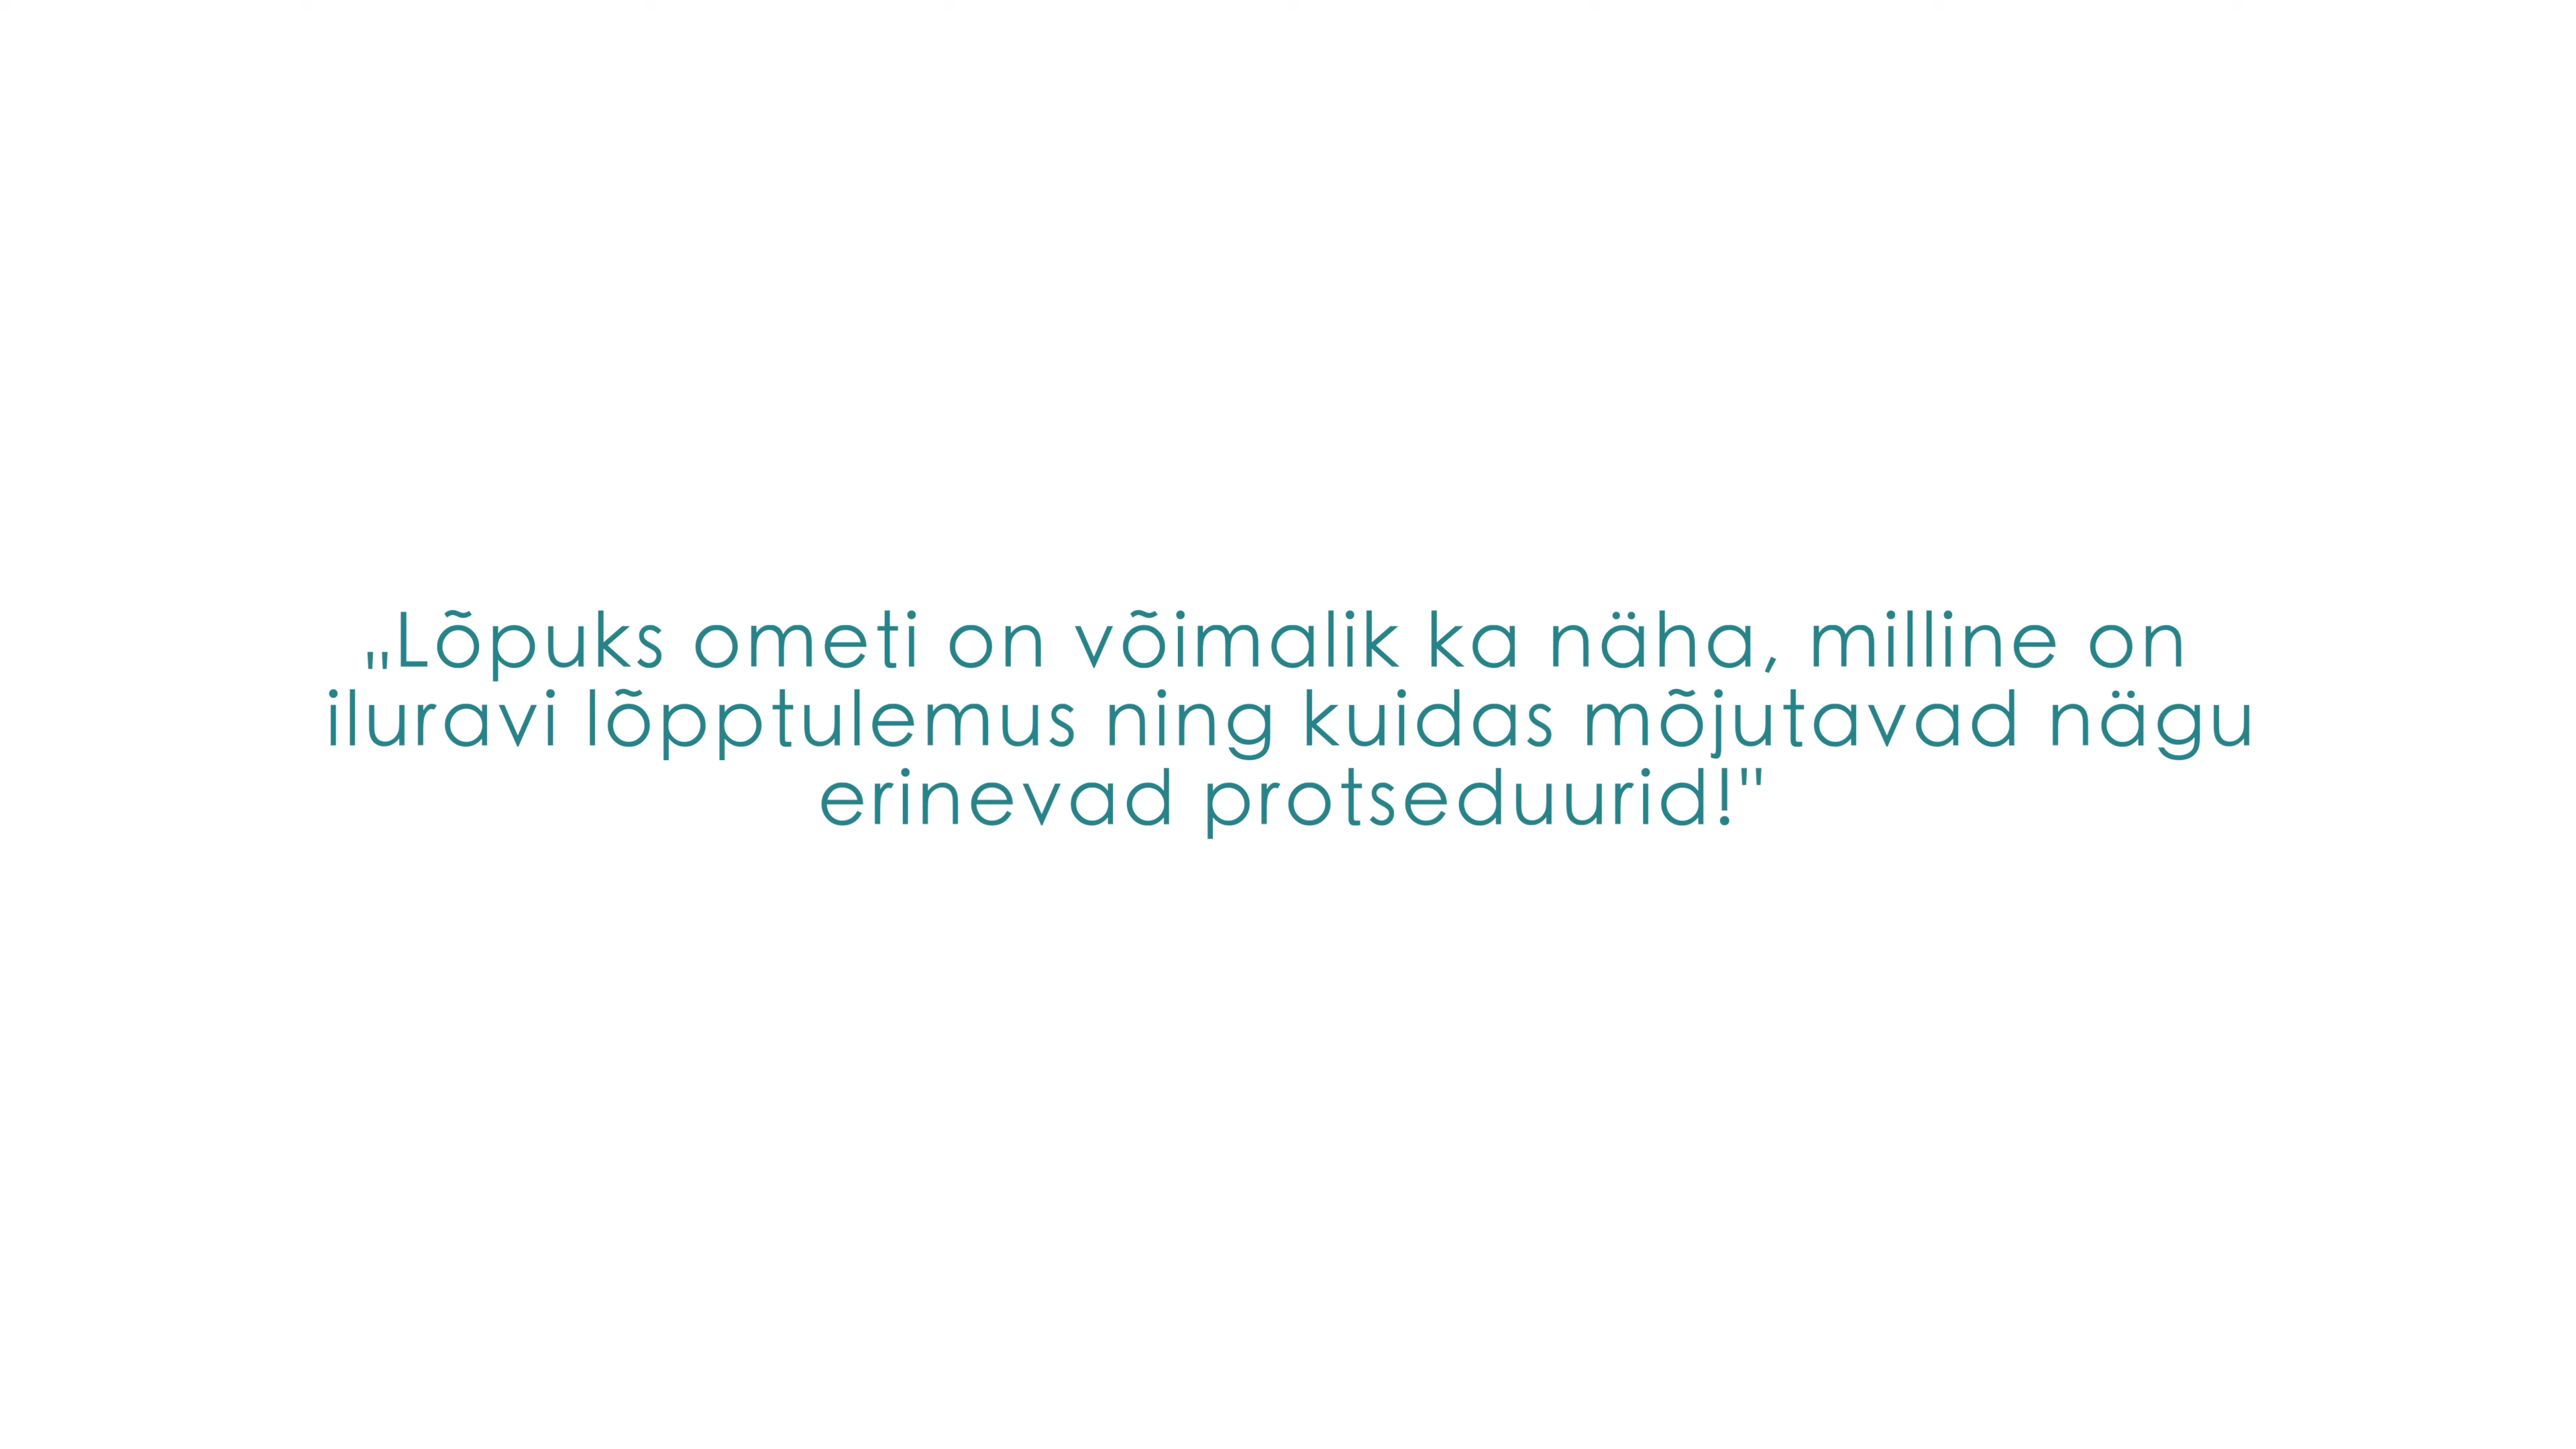 „Lõpuks ometi on võimalik ka näha, milline on
iluravi lõpptulemus ning kuidas mõjutavad nägu
erinevad protseduurid!"